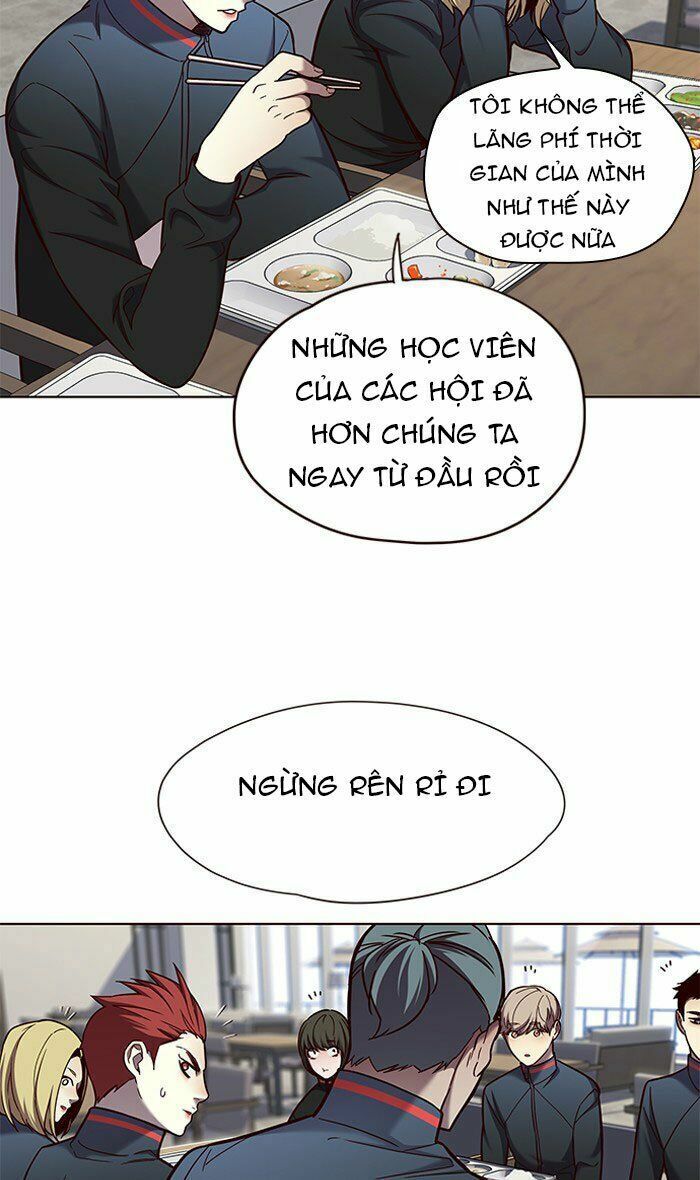 TÔI KHÔNG THỂ
LÃNG PHÍ THỜI
GIAN CỦA MÌNH
NHƯ THẾ NÀY
ĐƯỢC NỮA
NHỮNG HỌC VIÊN
CỦA CÁC HỘI ĐÃ
HƠN CHÚNG TA
NGAY TỪ ĐẦU RỒI
NGỪNG RÊN RỈ ĐI